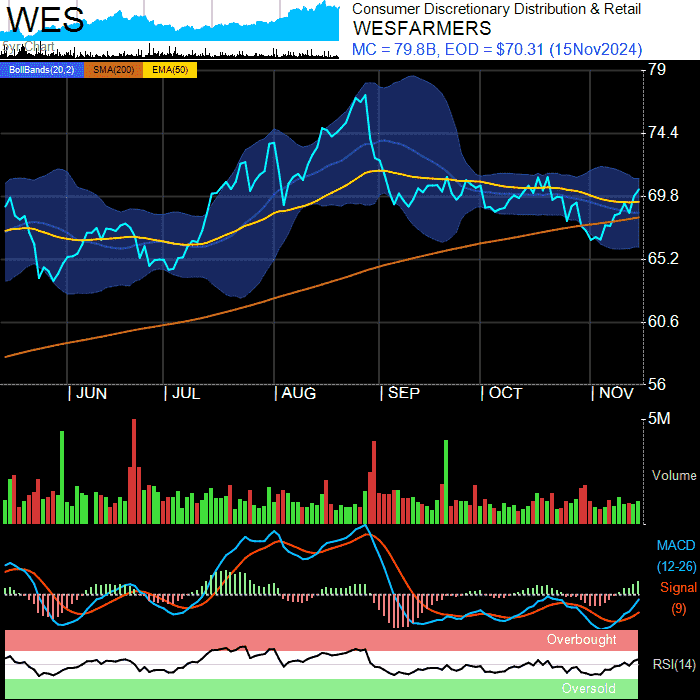 WES
Consumer Discretionary Distribution & Retail
WESFARMERS
MC = 79.8B, EOD = $70.31 (15Nov2024)
BollBands(20,2) SMA(200) EMA(50)
79
74.4
69.8
65.2
60.6
56
| JUN | JUL | AUG | SEP | OCT | NOV
5M
Volume
MACD
(12-26)
Signal
(9)
Overbought
RSI(14)
Oversold